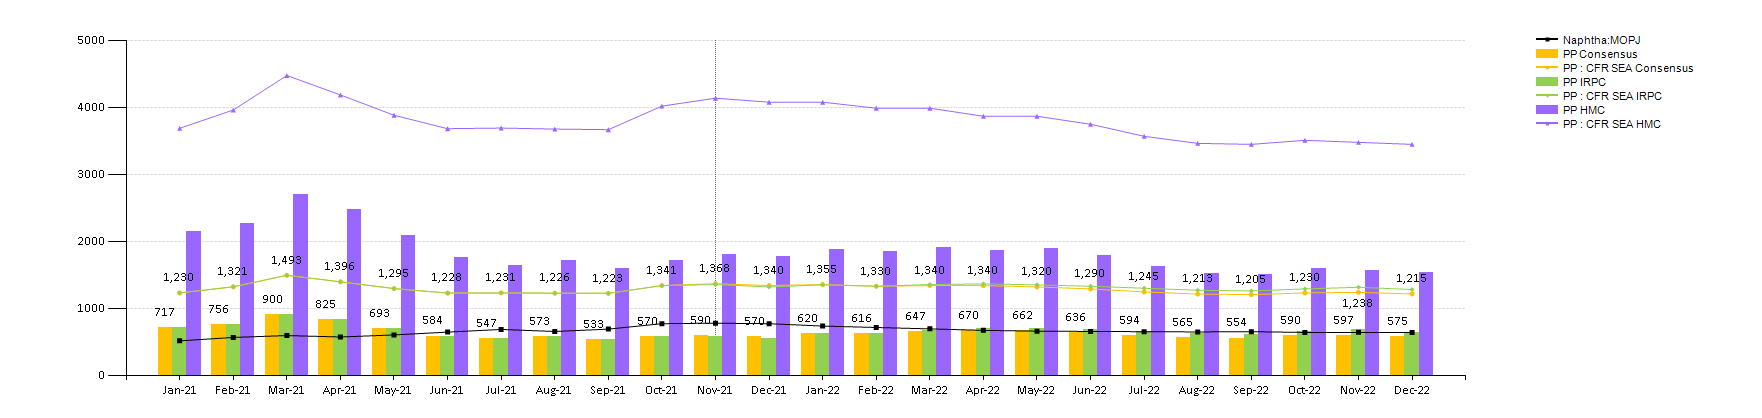 5000
4000
3000
2000
1000
0
1,230 1,321 1,493 1,396 1,295 1,228 1,231 1,226 1,223 1,341 1,368 1,340 1,355 1,330 1,340 1,340 1,320 1,290 1,245 1,213 1,205 1,230 1,238 1,215
717 756 900 825 693 584 547 573 533 570 590 570 620 616 647 670 662 636 594 565 554 590 597 575
Jan-21 Feb-21 Mar-21 Apr-21 May-21 Jun-21 Jul-21 Aug-21 Sep-21 Oct-21 Nov-21 Dec-21 Jan-22 Feb-22 Mar-22 Apr-22 May-22 Jun-22 Jul-22 Aug-22 Sep-22 Oct-22 Nov-22 Dec-22
Naphtha:MOPJ
PP Consensus
PP : CFR SEA Consensus
PP IRPC
PP : CFR SEA IRPC
PP HMC
PP : CFR SEA HMC